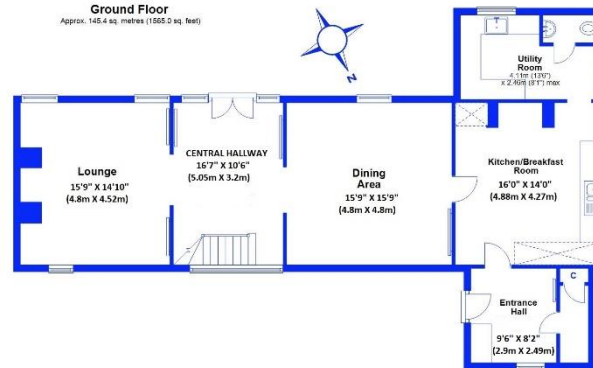 Ground Floor
Approx. 145.4 sq. metres (1565.0 sq. feet)
N
Utility
Room
4.11m (13'6")
x 2.46m (8'1") max
Lounge
15'9" X 14'10"
(4.8m X 4.52m)
CENTRAL HALLWAY
16'7" X 10'6"
(5.05m X 3.2m)
Dining
Area
15'9" X 15'9"
(4.8m X 4.8m)
Kitchen/Breakfast
Room
16'0" X 14'0"
(4.88m X 4.27m)
Entrance
Hall
9'6" X 8'2"
(2.9m X 2.49m)
C